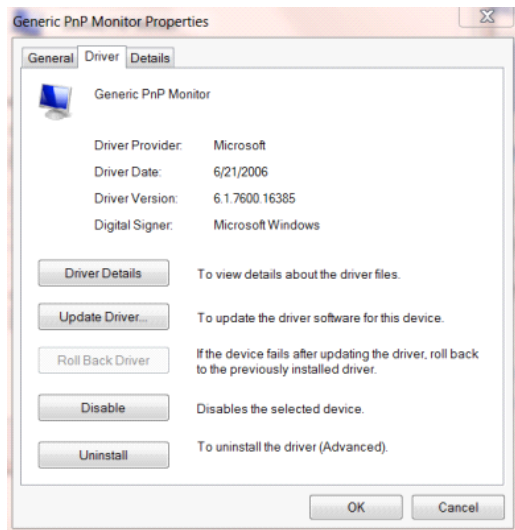 Generic PnP Monitor Properties
General Driver Details
Generic PnP Monitor
Driver Provider: Microsoft
Driver Date: 6/21/2006
Driver Version: 6.1.7600.16385
Digital Signer: Microsoft Windows
Driver Details To view details about the driver files.
Update Driver... To update the driver software for this device.
Roll Back Driver If the device fails after updating the driver, roll back
to the previously installed driver.
Disable Disables the selected device.
Uninstall To uninstall the driver (Advanced).
OK Cancel